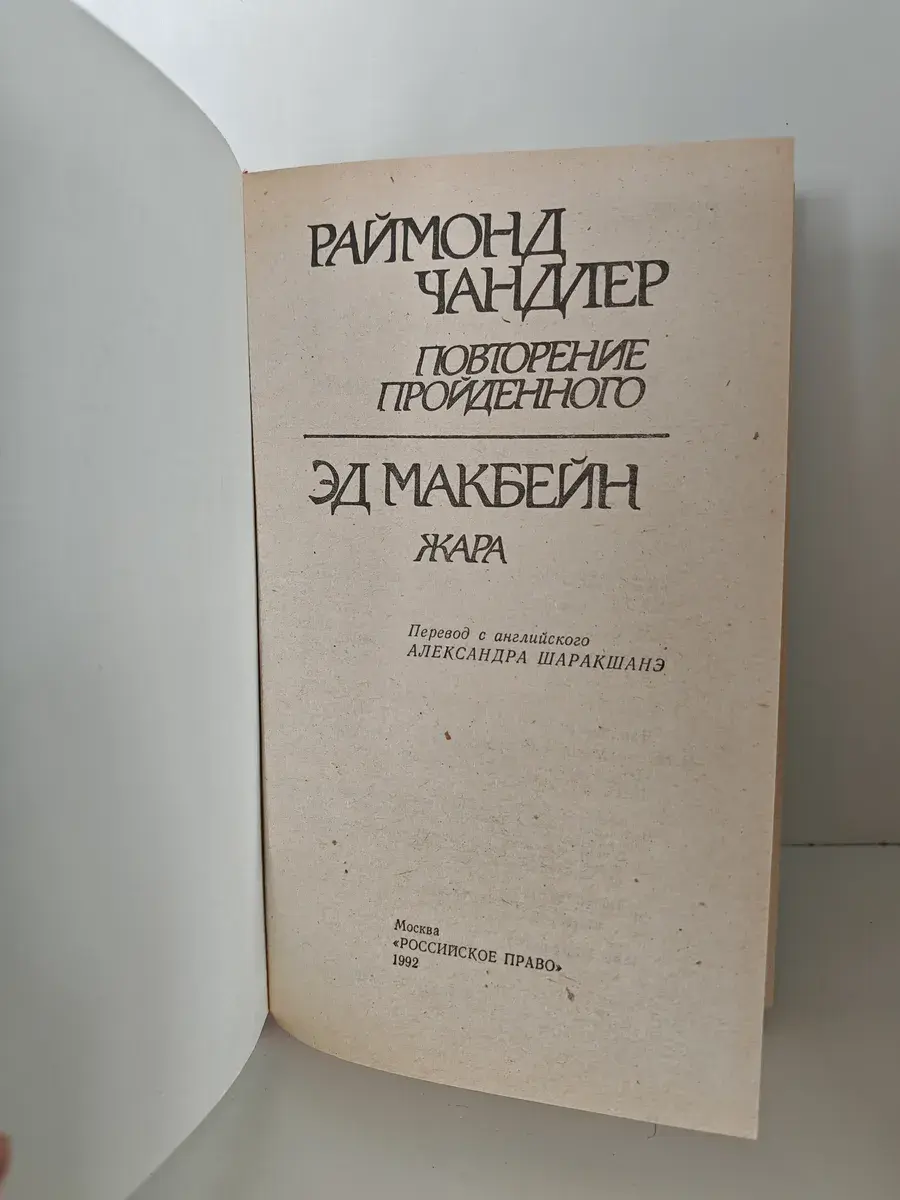 РАЙМОНД
ЧАНДЛЕР
ПОВТОРЕНИЕ
ПРОЙДЕННОГО
ЭД МАКБЕЙН
ЖАРА
Перевод с английского
АЛЕКСАНДРА ШАРАКШАНЭ
Москва
«РОССИЙСКОЕ ПРАВО»
1992